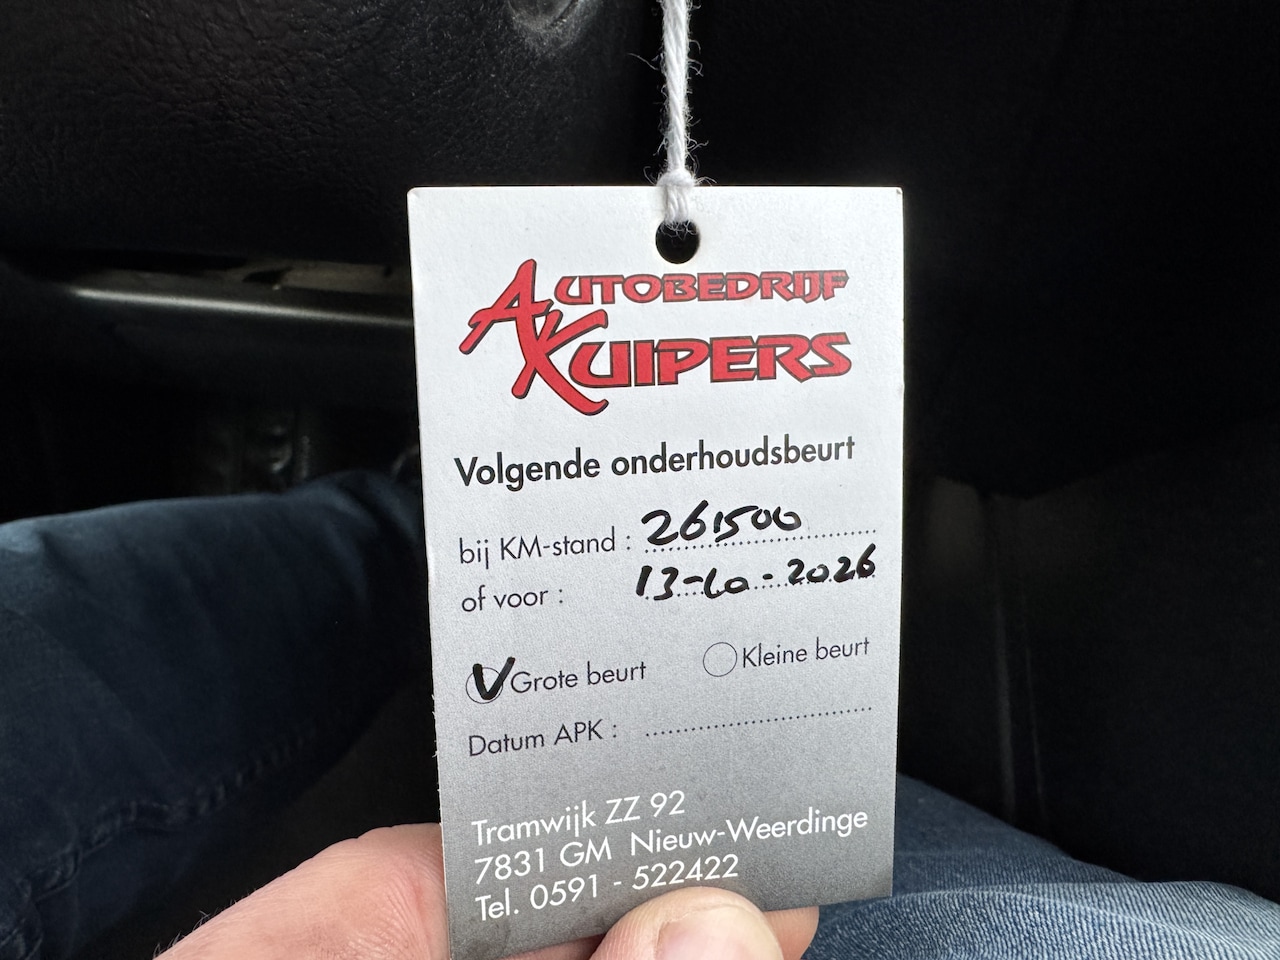 AUTOBEDRIJF
KUIPERS
Volgende onderhoudsbeurt
bij KM-stand : 261500
of voor : 13-10-2026
V Grote beurt Kleine beurt
Datum APK :
Tramwijk ZZ 92
7831 GM Nieuw-Weerdinge
Tel. 0591 - 522422